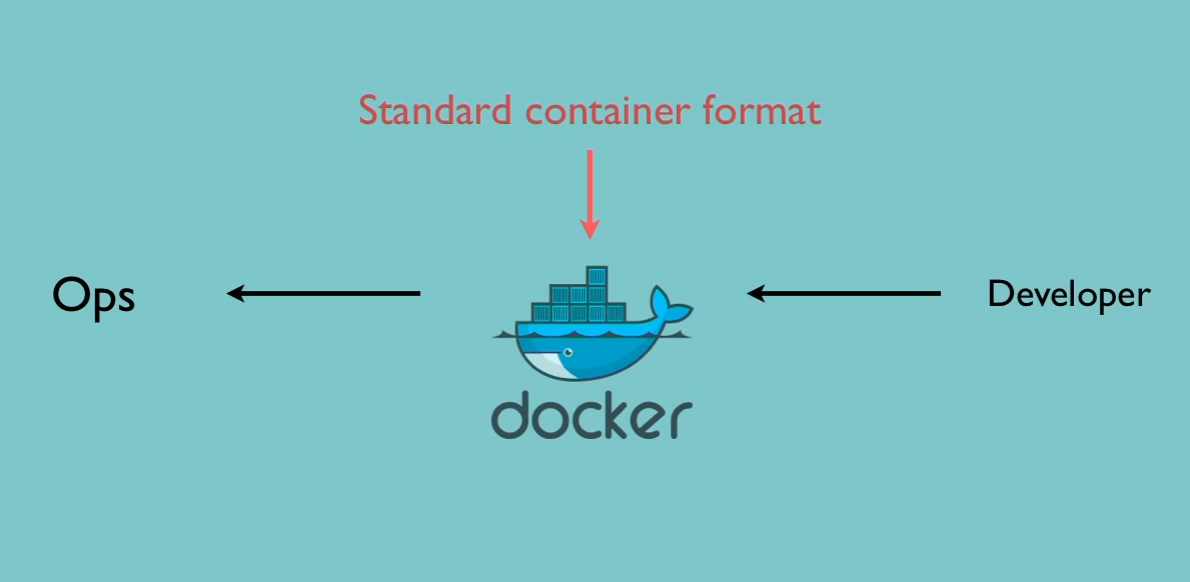 Standard container format
Ops
Developer
docker